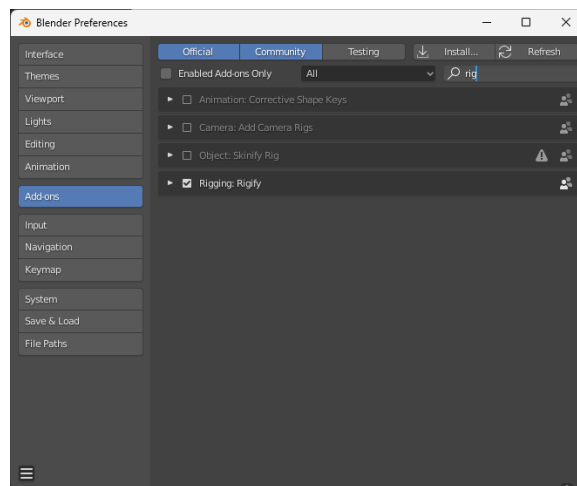 Blender Preferences
Interface
Themes
Viewport
Lights
Editing
Animation
Add-ons
Input
Navigation
Keymap
System
Save & Load
File Paths
Official Community Testing Install... Refresh
Enabled Add-ons Only All rig
Animation: Corrective Shape Keys
Camera: Add Camera Rigs
Object: Skinify Rig
Rigging: Rigify